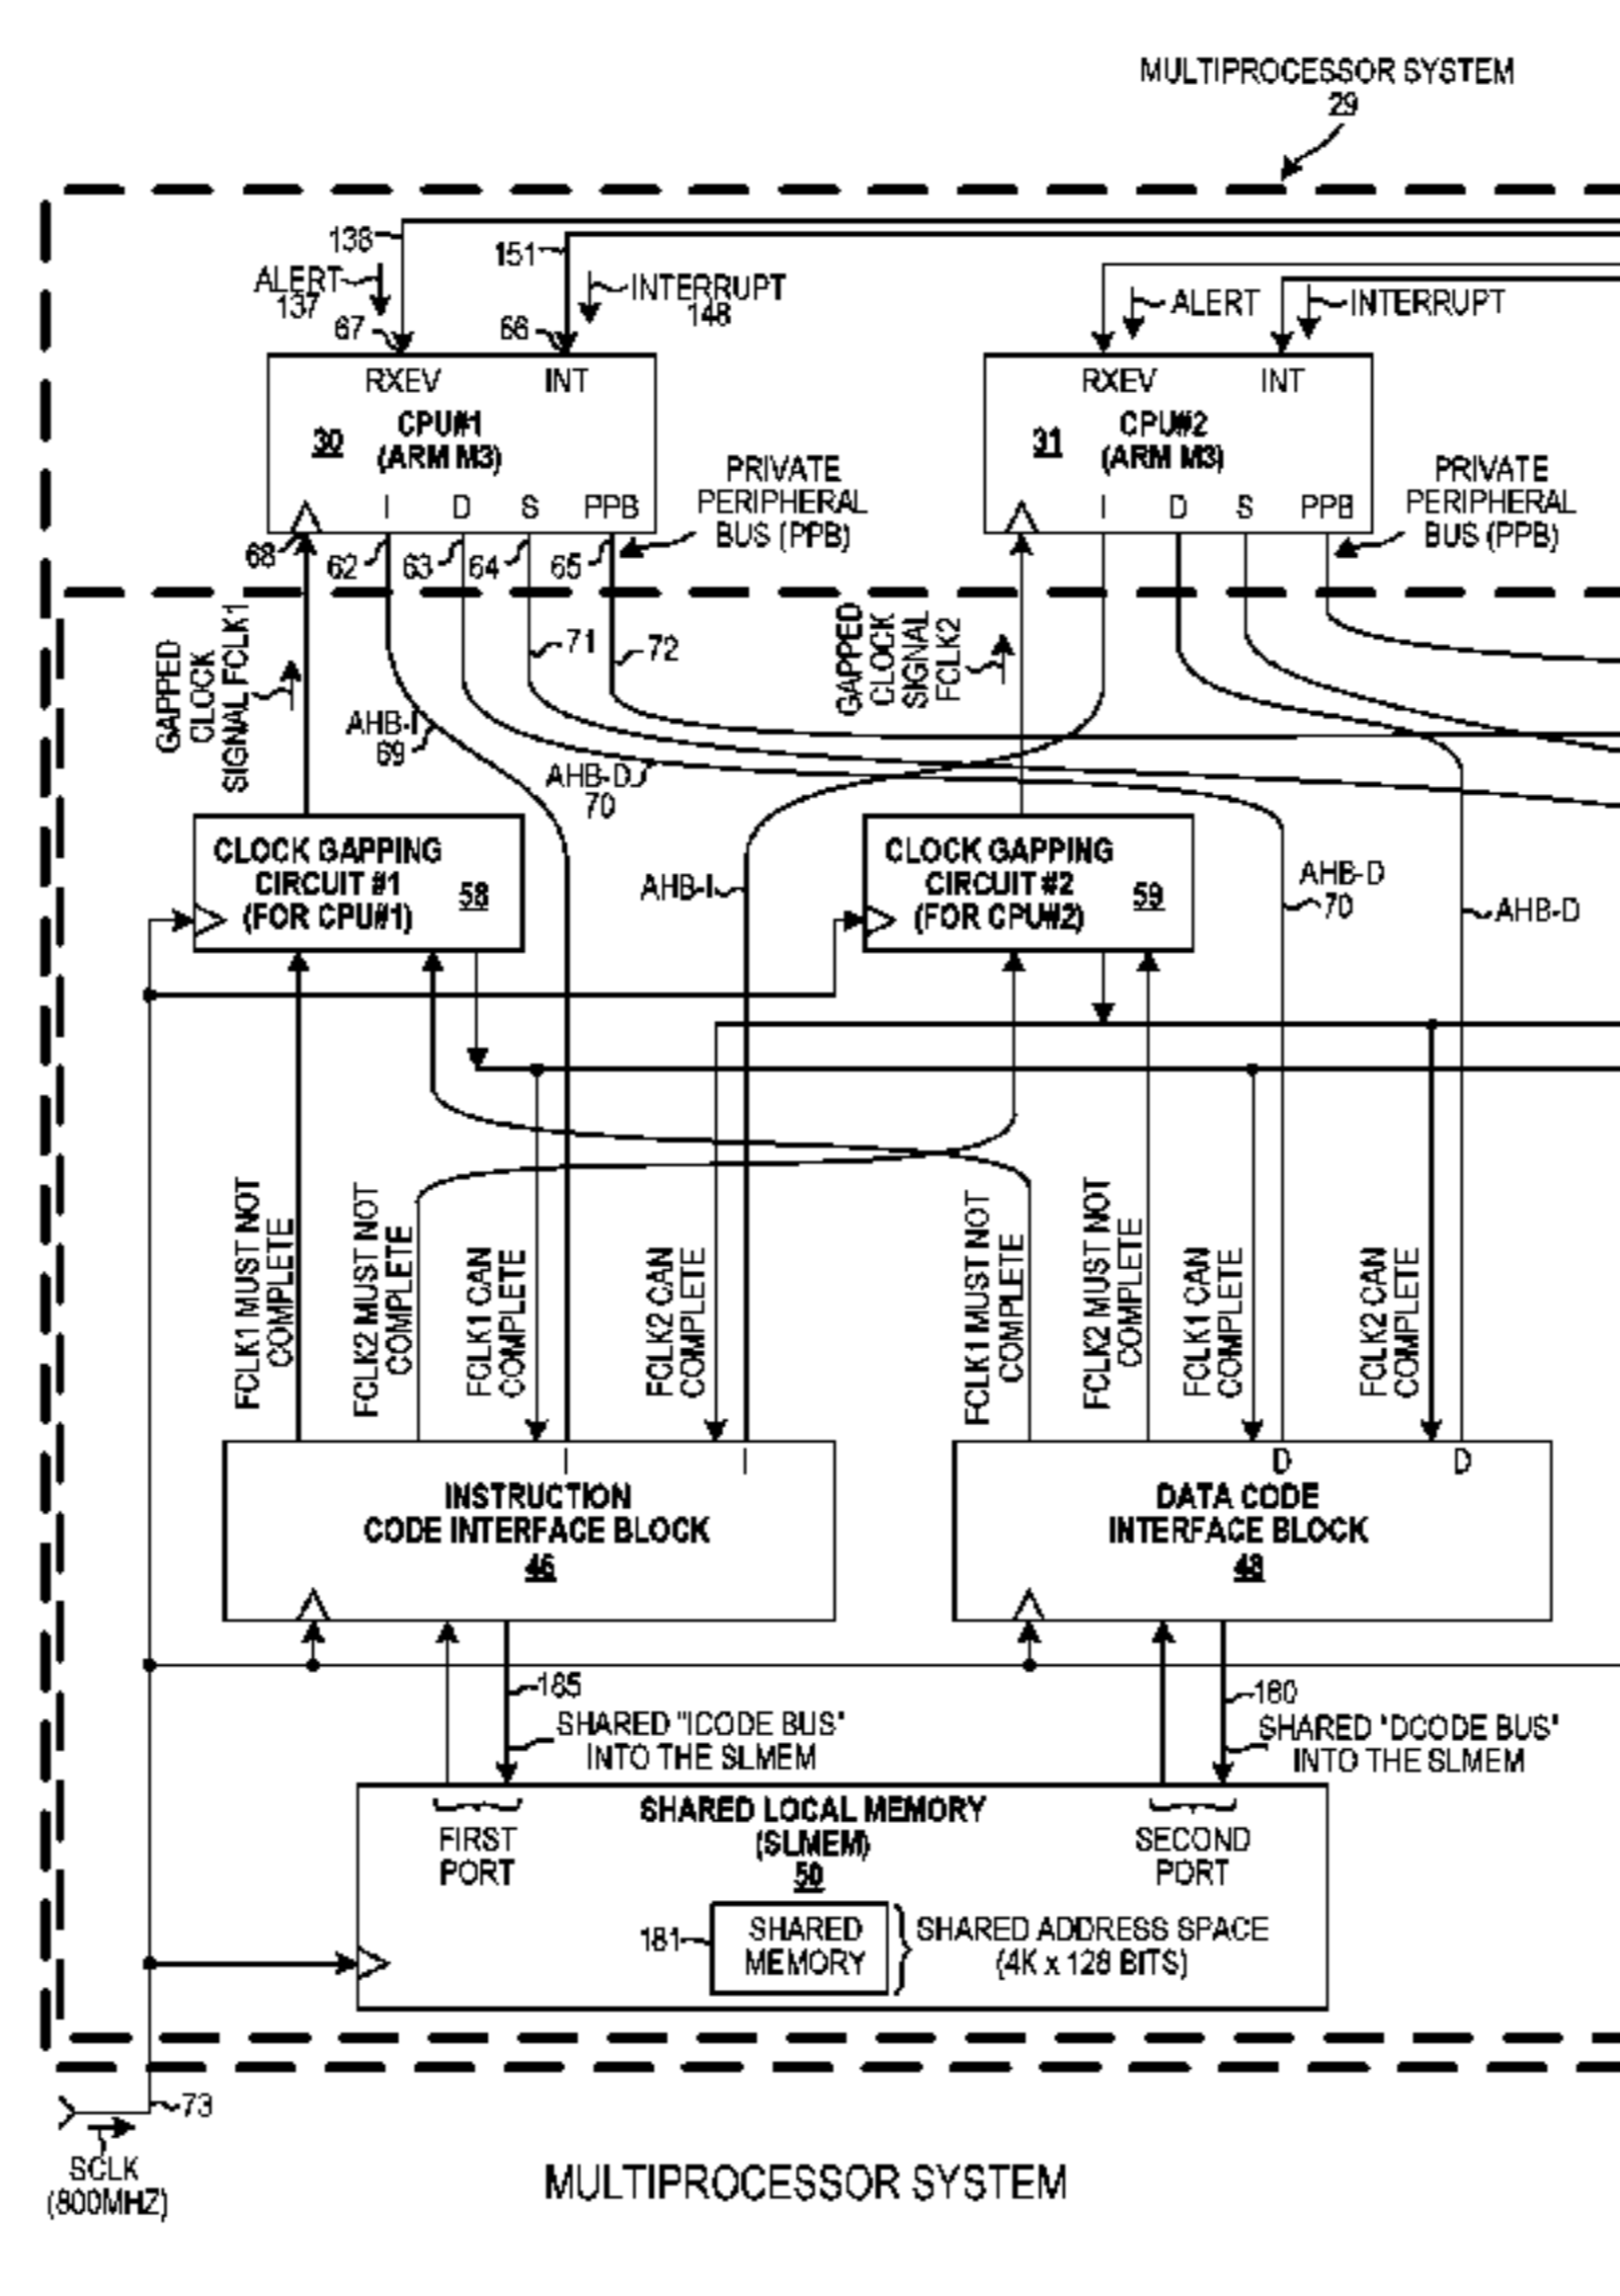 MULTIPROCESSOR SYSTEM
29
138
151
ALERT
137
INTERRUPT
148
ALERT
INTERRUPT
67
66
RXEV INT
CPU#1
30
(ARM M3)
I D S PPB
RXEV INT
CPU#2
31
(ARM M3)
I D S PPB
PRIVATE
PERIPHERAL
BUS (PPB)
PRIVATE
PERIPHERAL
BUS (PPB)
68
62
63
64
65
GAPPED
CLOCK
SIGNAL FCLK1
71
72
GAPPED
CLOCK
SIGNAL
FCLK2
AHB-I
69
AHB-D
70
CLOCK GAPPING
CIRCUIT #1
(FOR CPU#1)
58
AHB-I
CLOCK GAPPING
CIRCUIT #2
(FOR CPU#2)
59
AHB-D
70
AHB-D
FCLK1 MUST NOT
COMPLETE
FCLK2 MUST NOT
COMPLETE
FCLK1 CAN
COMPLETE
FCLK2 CAN
COMPLETE
FCLK1 MUST NOT
COMPLETE
FCLK2 MUST NOT
COMPLETE
FCLK1 CAN
COMPLETE
FCLK2 CAN
COMPLETE
I I
INSTRUCTION
CODE INTERFACE BLOCK
46
D D
DATA CODE
INTERFACE BLOCK
48
185
SHARED "ICODE BUS"
INTO THE SLMEM
180
SHARED "DCODE BUS"
INTO THE SLMEM
FIRST
PORT
SHARED LOCAL MEMORY
(SLMEM)
50
SECOND
PORT
181
SHARED
MEMORY
SHARED ADDRESS SPACE
(4K x 128 BITS)
73
SCLK
(800MHZ)
MULTIPROCESSOR SYSTEM